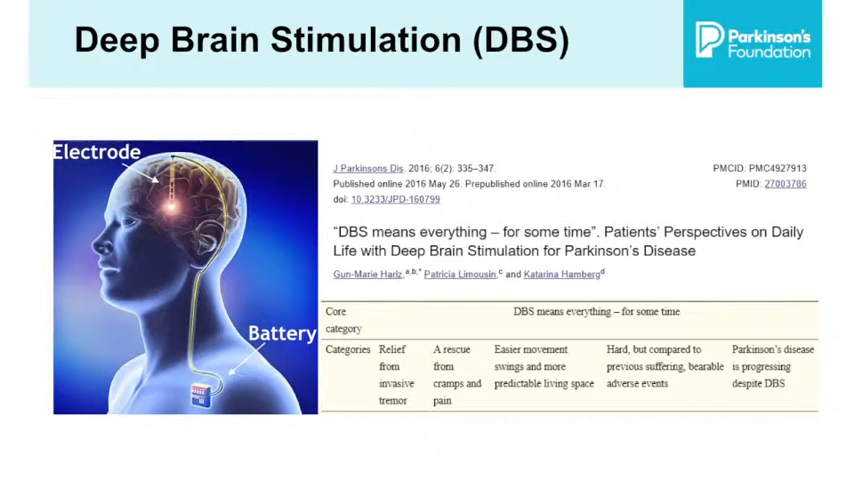 Deep Brain Stimulation (DBS)
Parkinson's
Foundation
Electrode
Battery
J Parkinsons Dis. 2016; 6(2): 335–347.
PMCID: PMC4927913
Published online 2016 May 26. Prepublished online 2016 Mar 17.
PMID: 27003786
doi: 10.3233/JPD-160799
“DBS means everything – for some time”. Patients’ Perspectives on Daily
Life with Deep Brain Stimulation for Parkinson’s Disease
Gun-Marie Hariz,a,b,* Patricia Limousin,c and Katarina Hambergd
Core
category
DBS means everything – for some time
Categories
Relief
from
invasive
tremor
A rescue
from
cramps and
pain
Easier movement
swings and more
predictable living space
Hard, but compared to
previous suffering, bearable
adverse events
Parkinson’s disease
is progressing
despite DBS